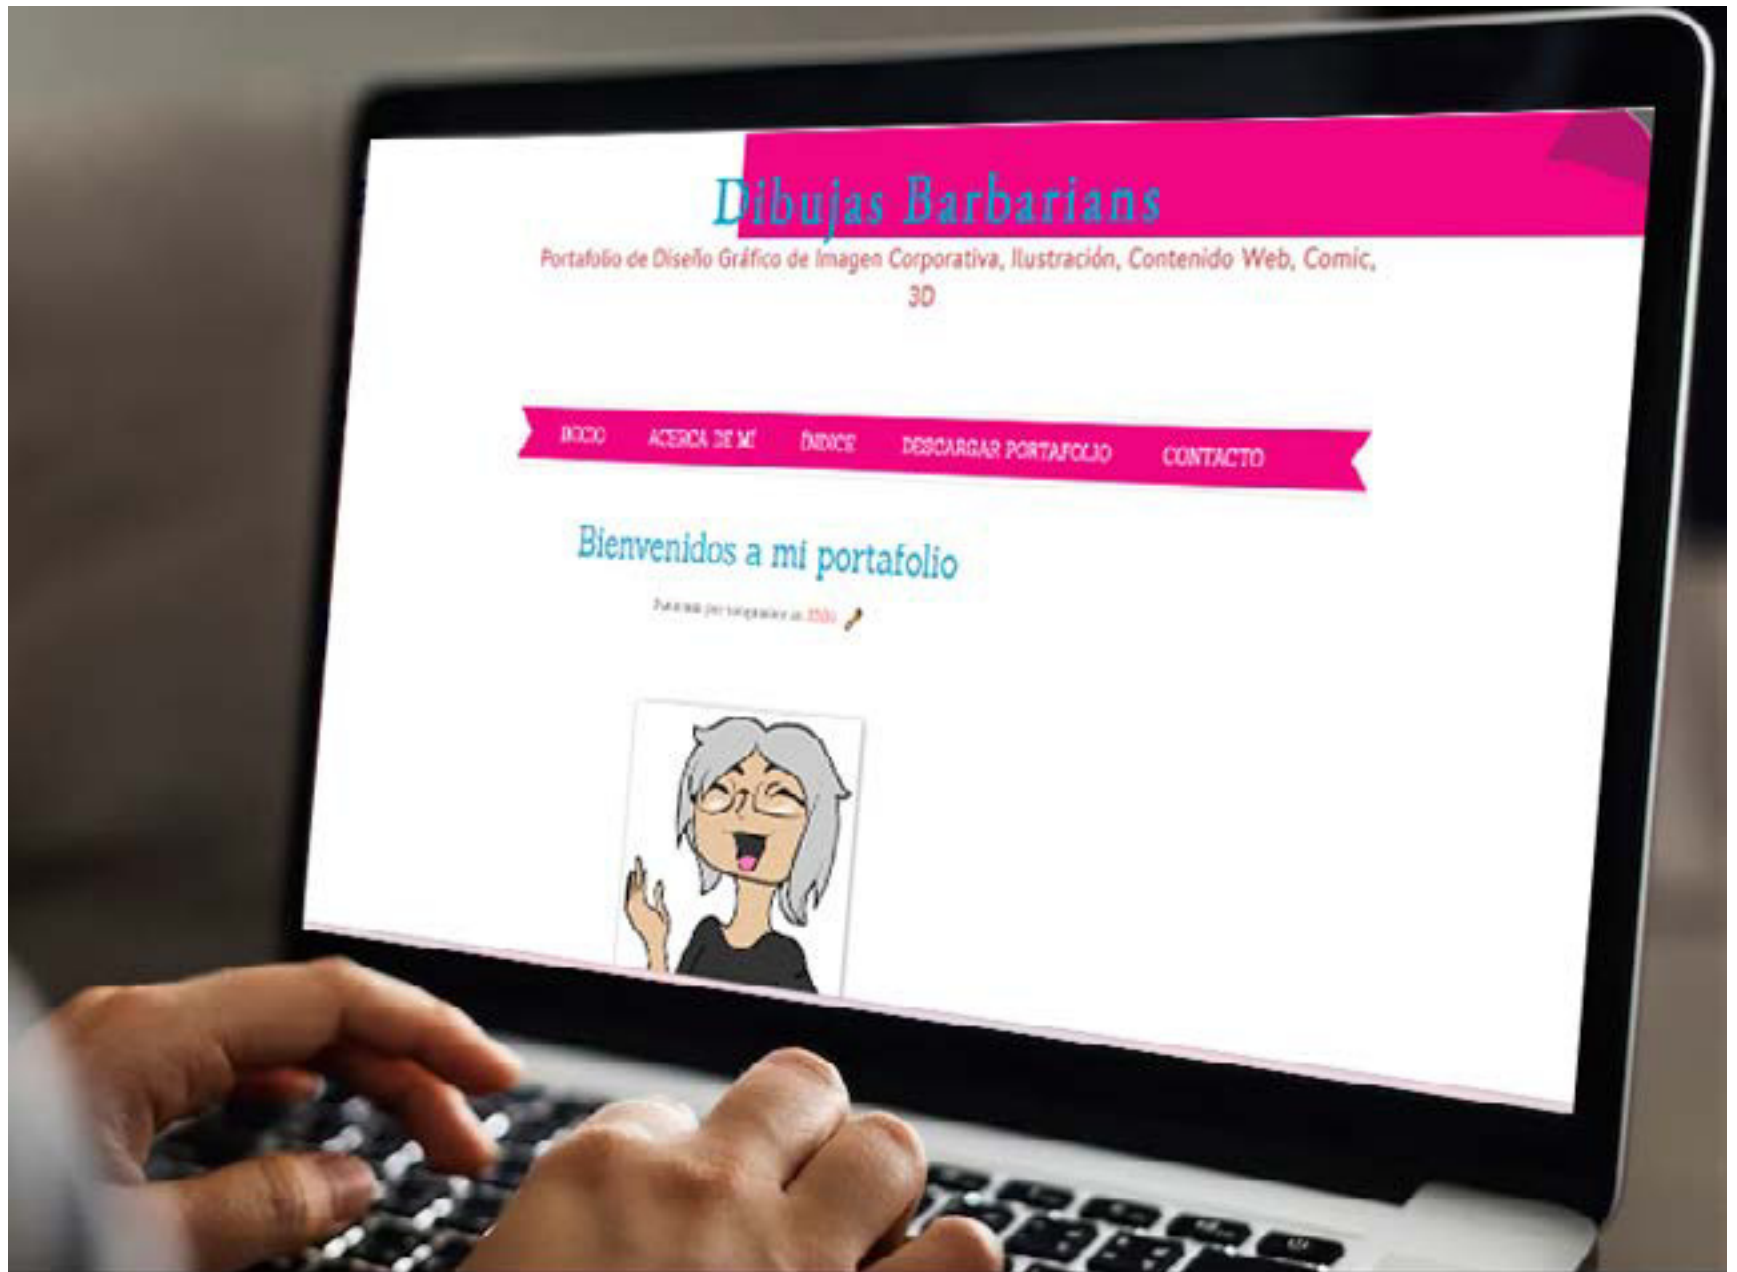 Dibujas Barbarians
Portafolio de Diseño Gráfico de Imagen Corporativa, Ilustración, Contenido Web, Comic,
3D
INICIO ACERCA DE MÍ ÍNDICE DESCARGAR PORTAFOLIO CONTACTO
Bienvenidos a mi portafolio